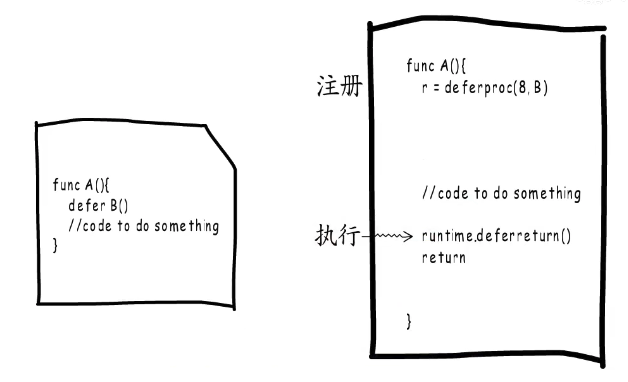 func A(){
defer B()
//code to do something
}
注册
func A(){
r = deferproc(8, B)
//code to do something
执行
runtime.deferreturn()
return
}